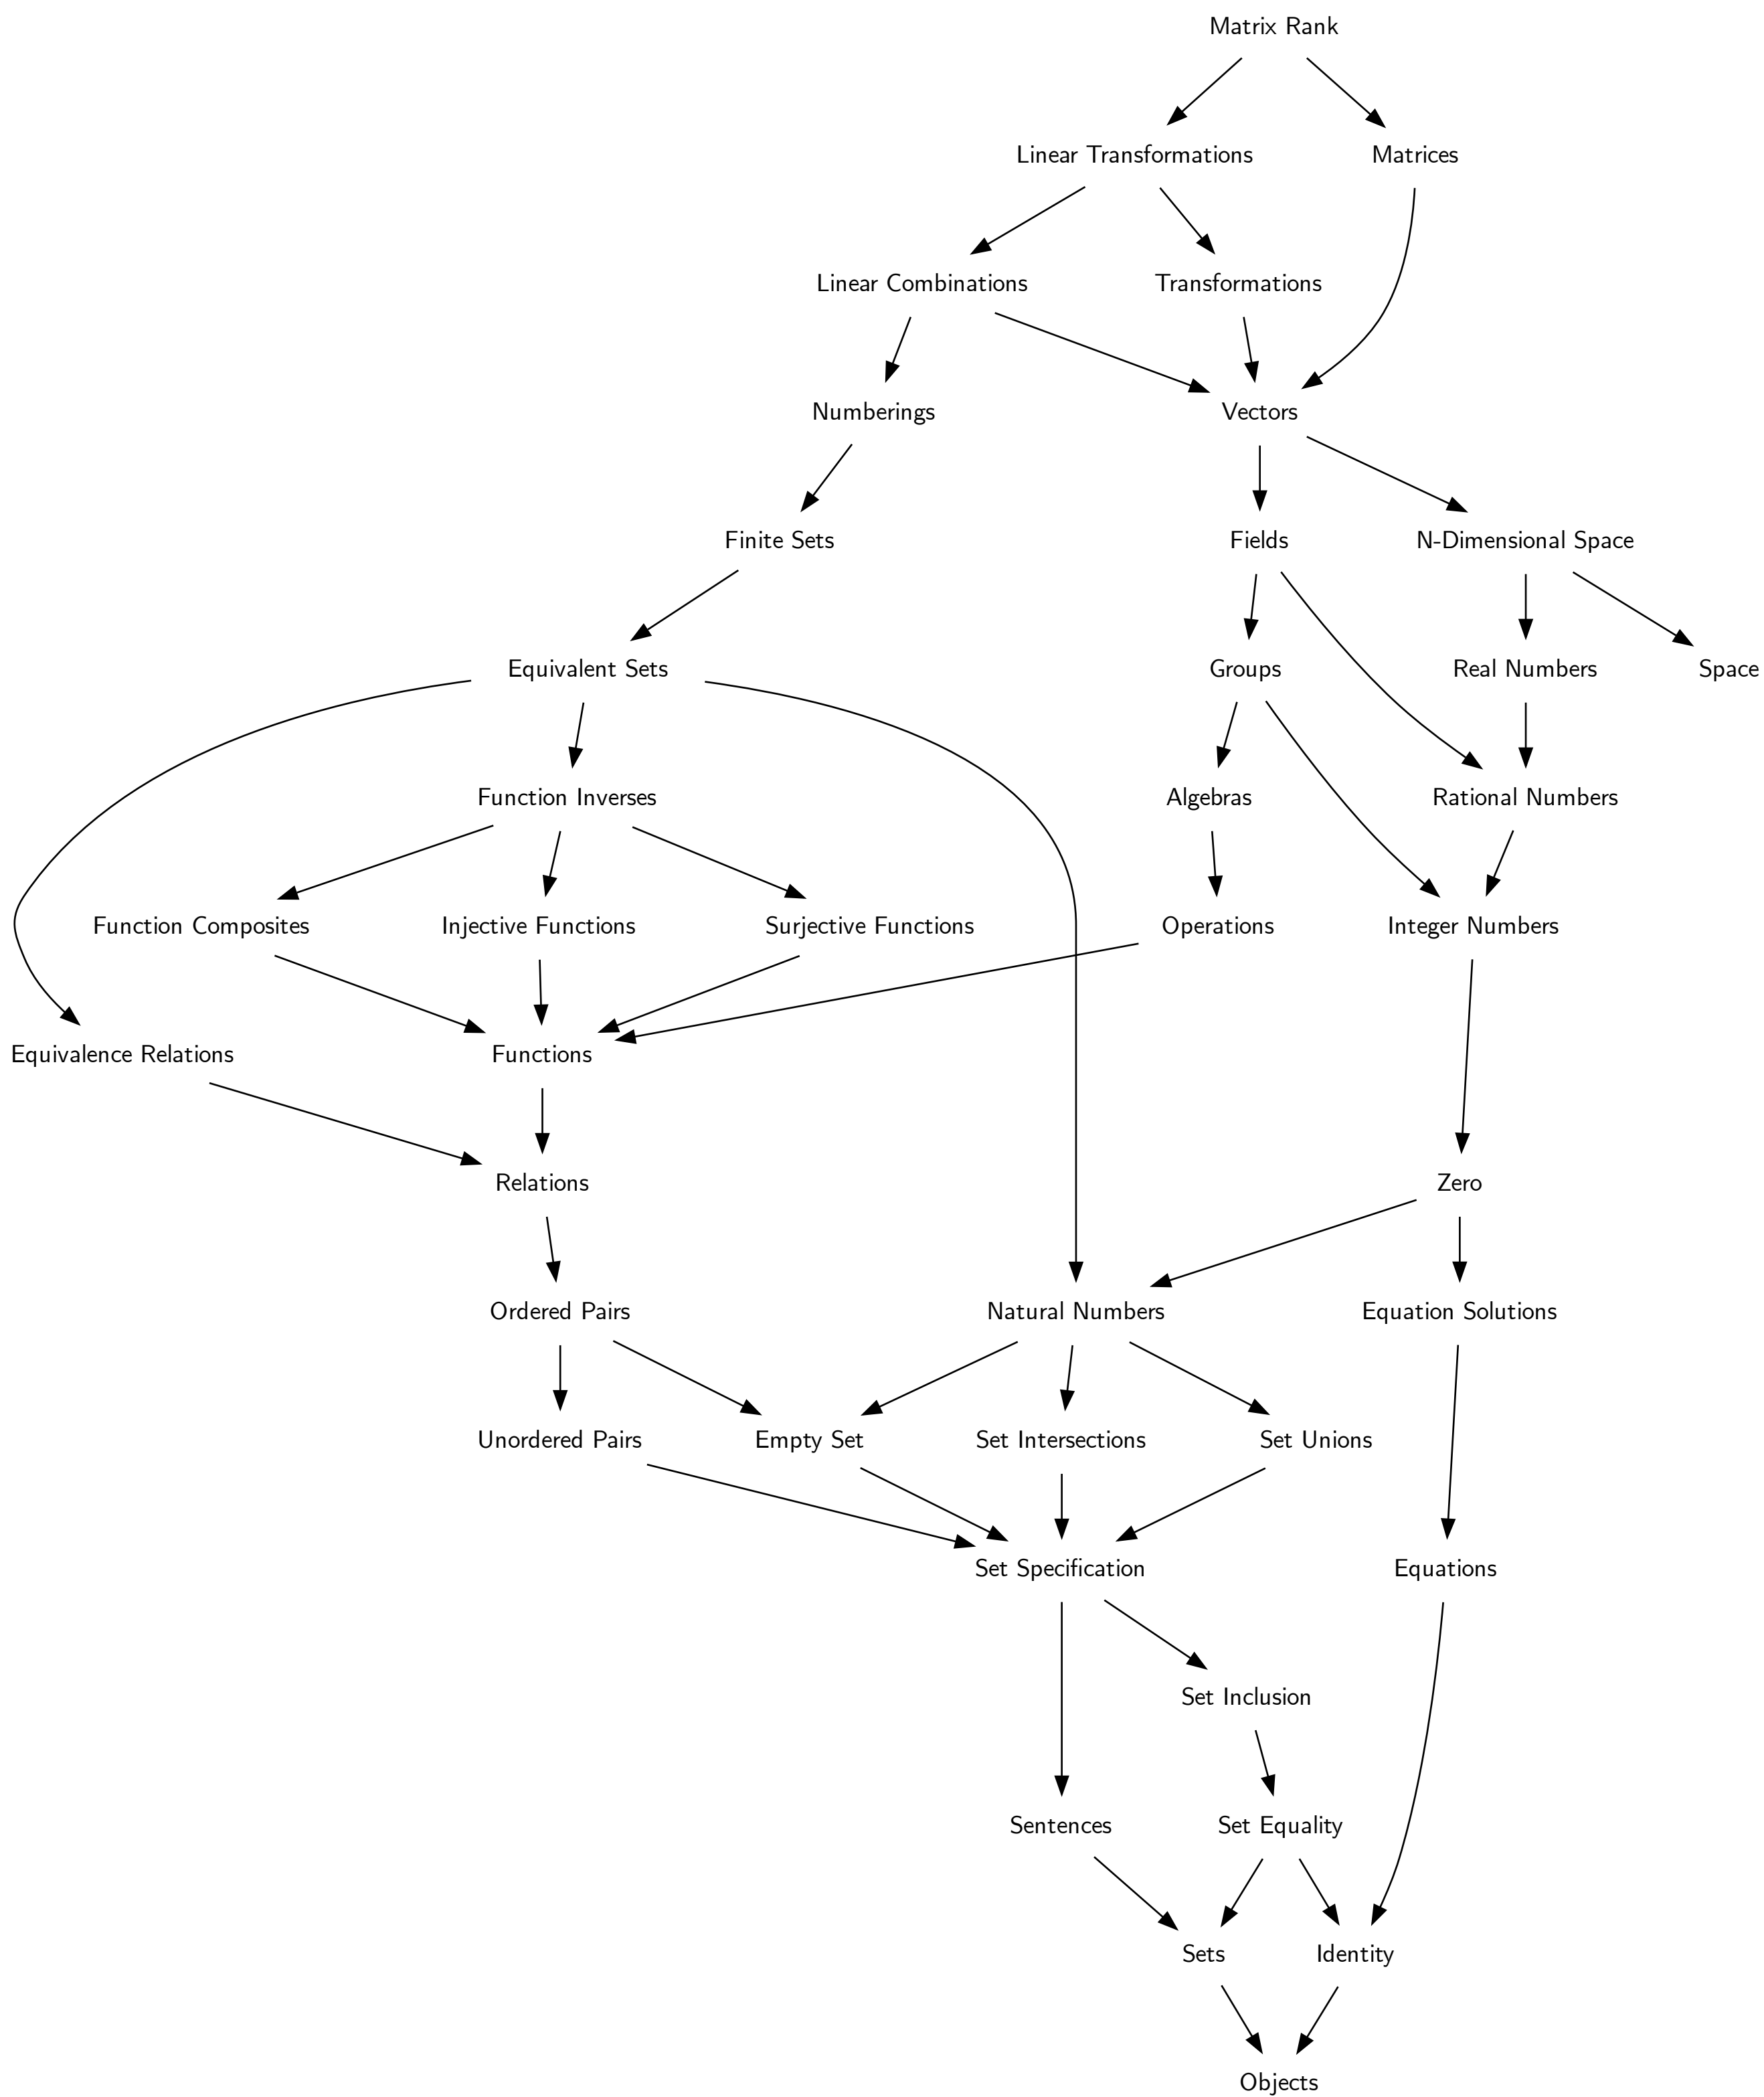 Matrix Rank
Linear Transformations
Matrices
Linear Combinations
Transformations
Numberings
Vectors
Finite Sets
Fields
N-Dimensional Space
Equivalent Sets
Groups
Real Numbers
Space
Function Inverses
Algebras
Rational Numbers
Function Composites
Injective Functions
Surjective Functions
Operations
Integer Numbers
Equivalence Relations
Functions
Relations
Zero
Ordered Pairs
Natural Numbers
Equation Solutions
Unordered Pairs
Empty Set
Set Intersections
Set Unions
Set Specification
Equations
Set Inclusion
Sentences
Set Equality
Sets
Identity
Objects